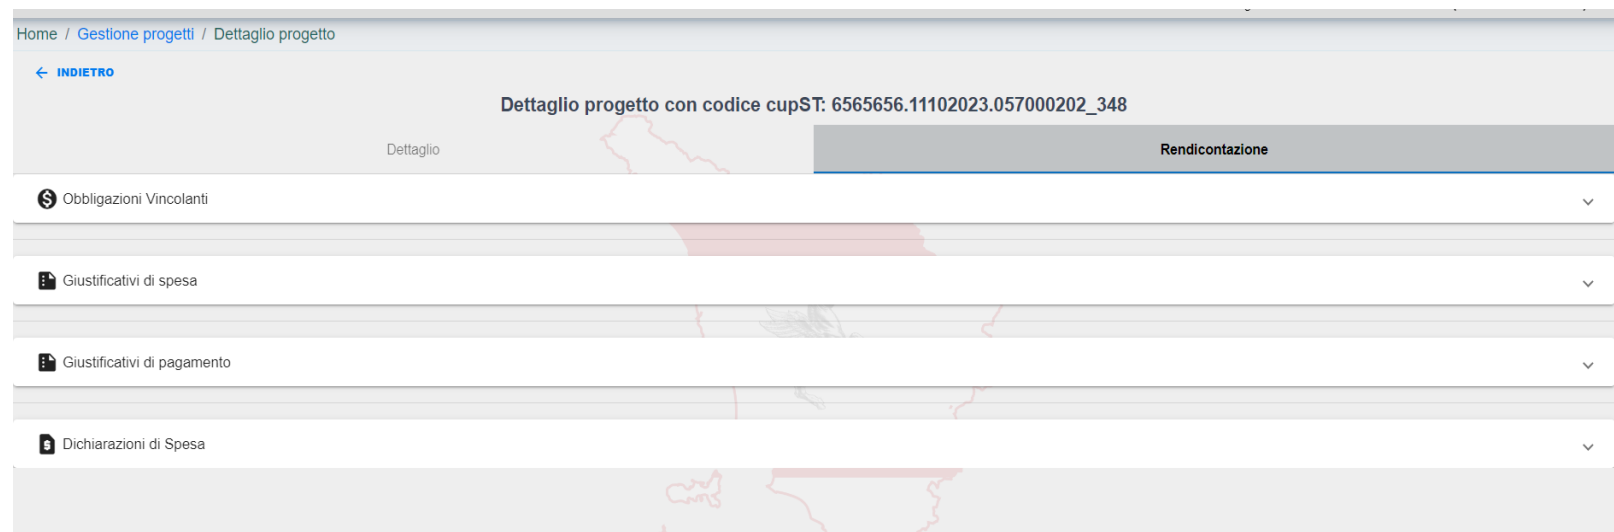 Home / Gestione progetti / Dettaglio progetto
← INDIETRO
Dettaglio progetto con codice cupST: 6565656.11102023.057000202_348
Dettaglio
Rendicontazione
Obbligazioni Vincolanti
Giustificativi di spesa
Giustificativi di pagamento
Dichiarazioni di Spesa